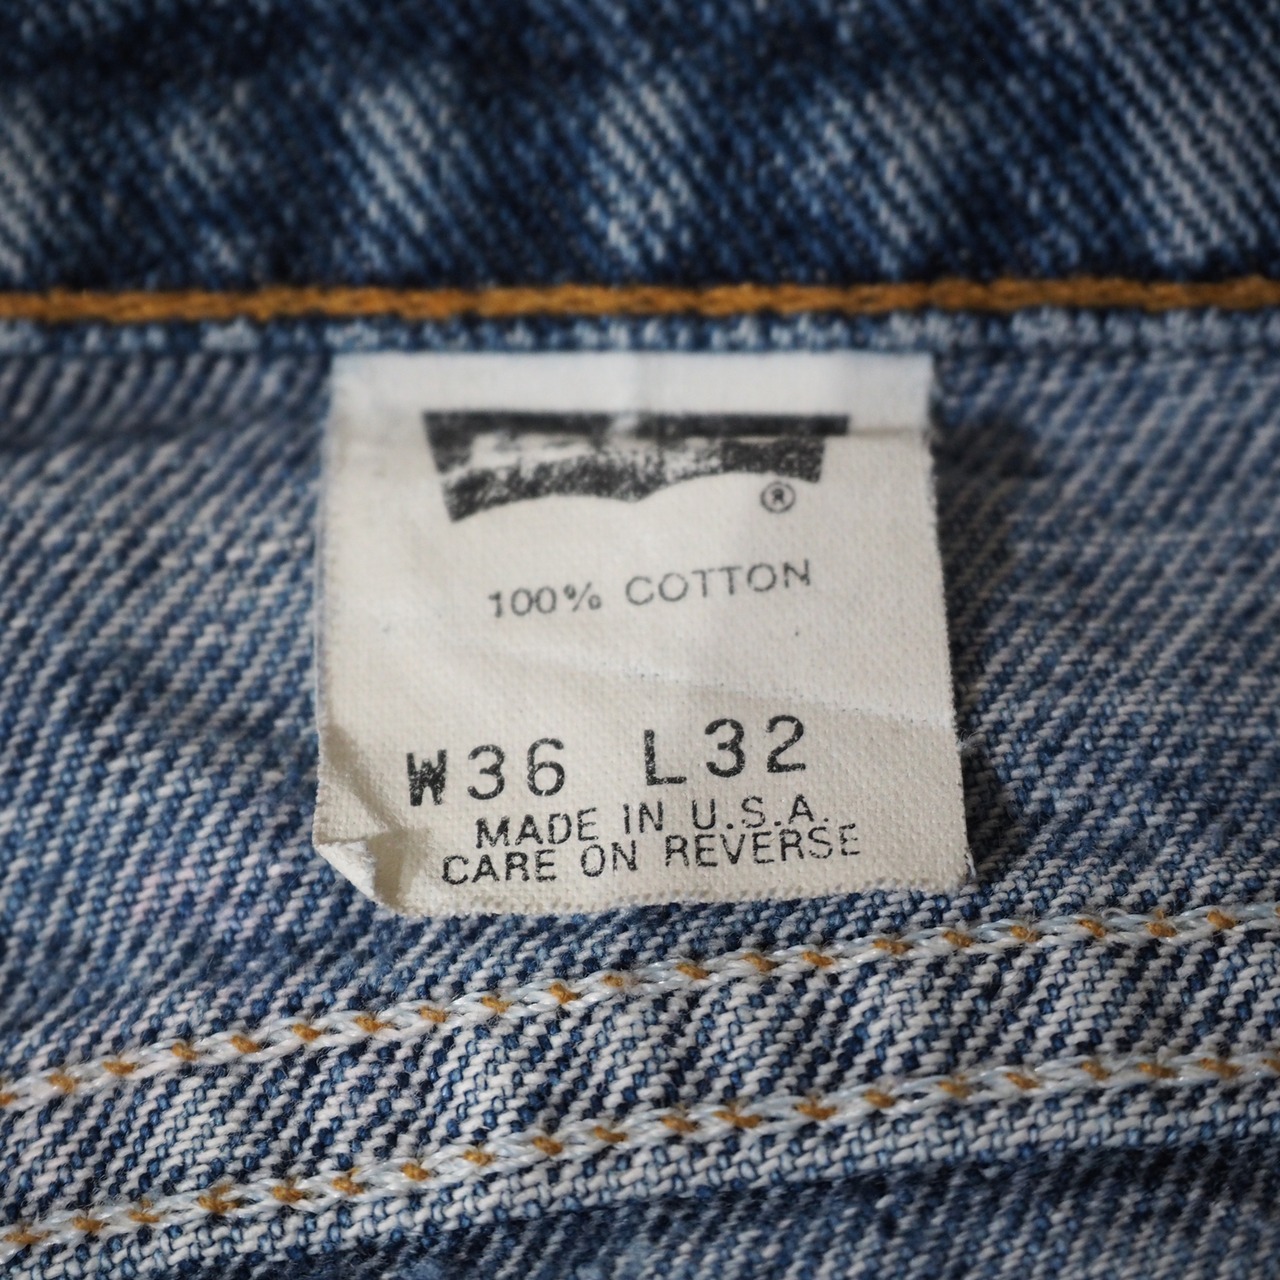 ®
100% COTTON
W36 L32
MADE IN U.S.A.
CARE ON REVERSE